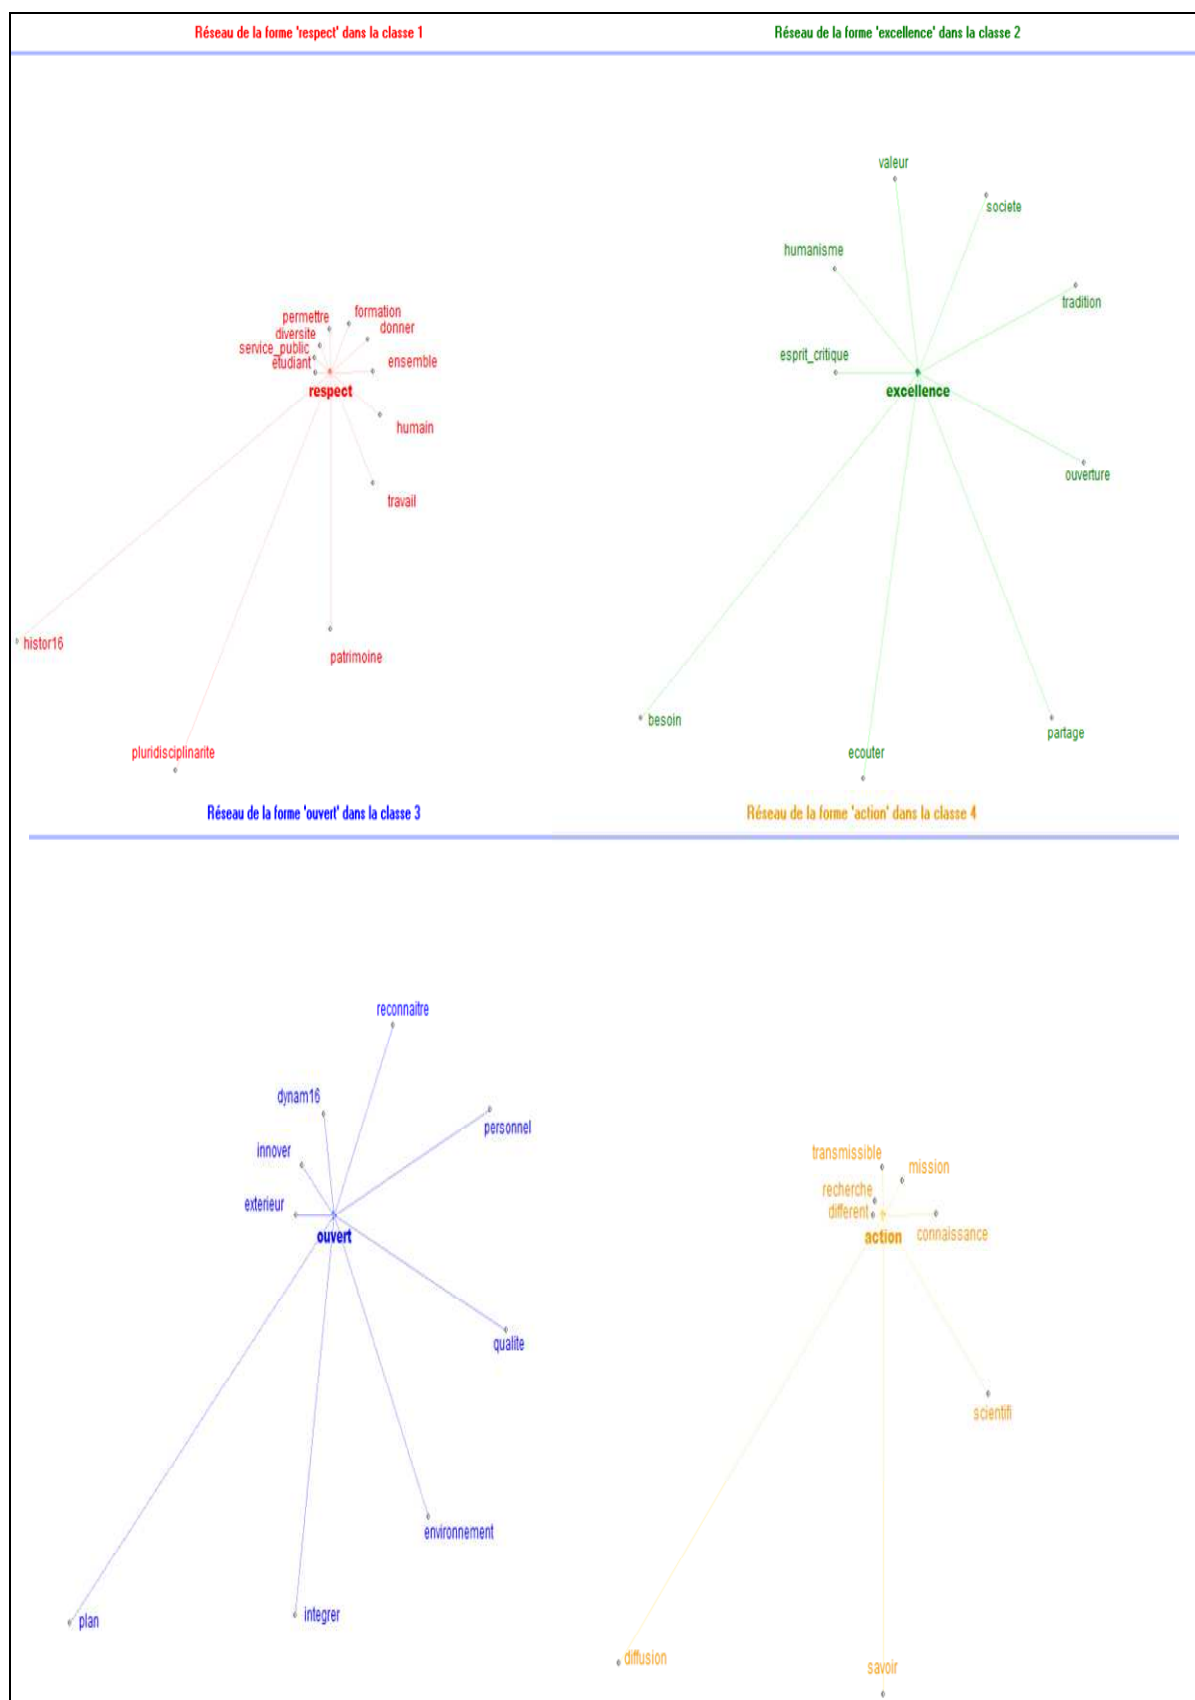 Réseau de la forme 'respect' dans la classe 1
permettre
formation
diversite
donner
service_public
etudiant
ensemble
respect
humain
travail
histor16
patrimoine
pluridisciplinarite
Réseau de la forme 'excellence' dans la classe 2
valeur
societe
humanisme
tradition
esprit_critique
excellence
ouverture
besoin
partage
ecouter
Réseau de la forme 'ouvert' dans la classe 3
reconnaitre
dynam16
personnel
innover
exterieur
ouvert
qualite
environnement
plan
integrer
Réseau de la forme 'action' dans la classe 4
transmissible
mission
recherche
different
action
connaissance
scientifi
diffusion
savoir